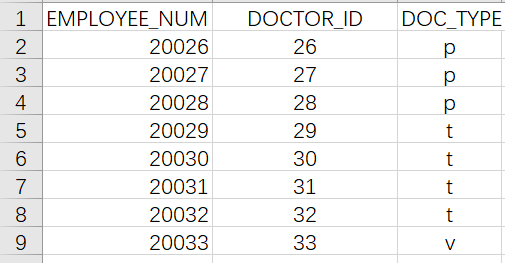 1 EMPLOYEE_NUM DOCTOR_ID DOC_TYPE
2 20026 26 p
3 20027 27 p
4 20028 28 p
5 20029 29 t
6 20030 30 t
7 20031 31 t
8 20032 32 t
9 20033 33 v